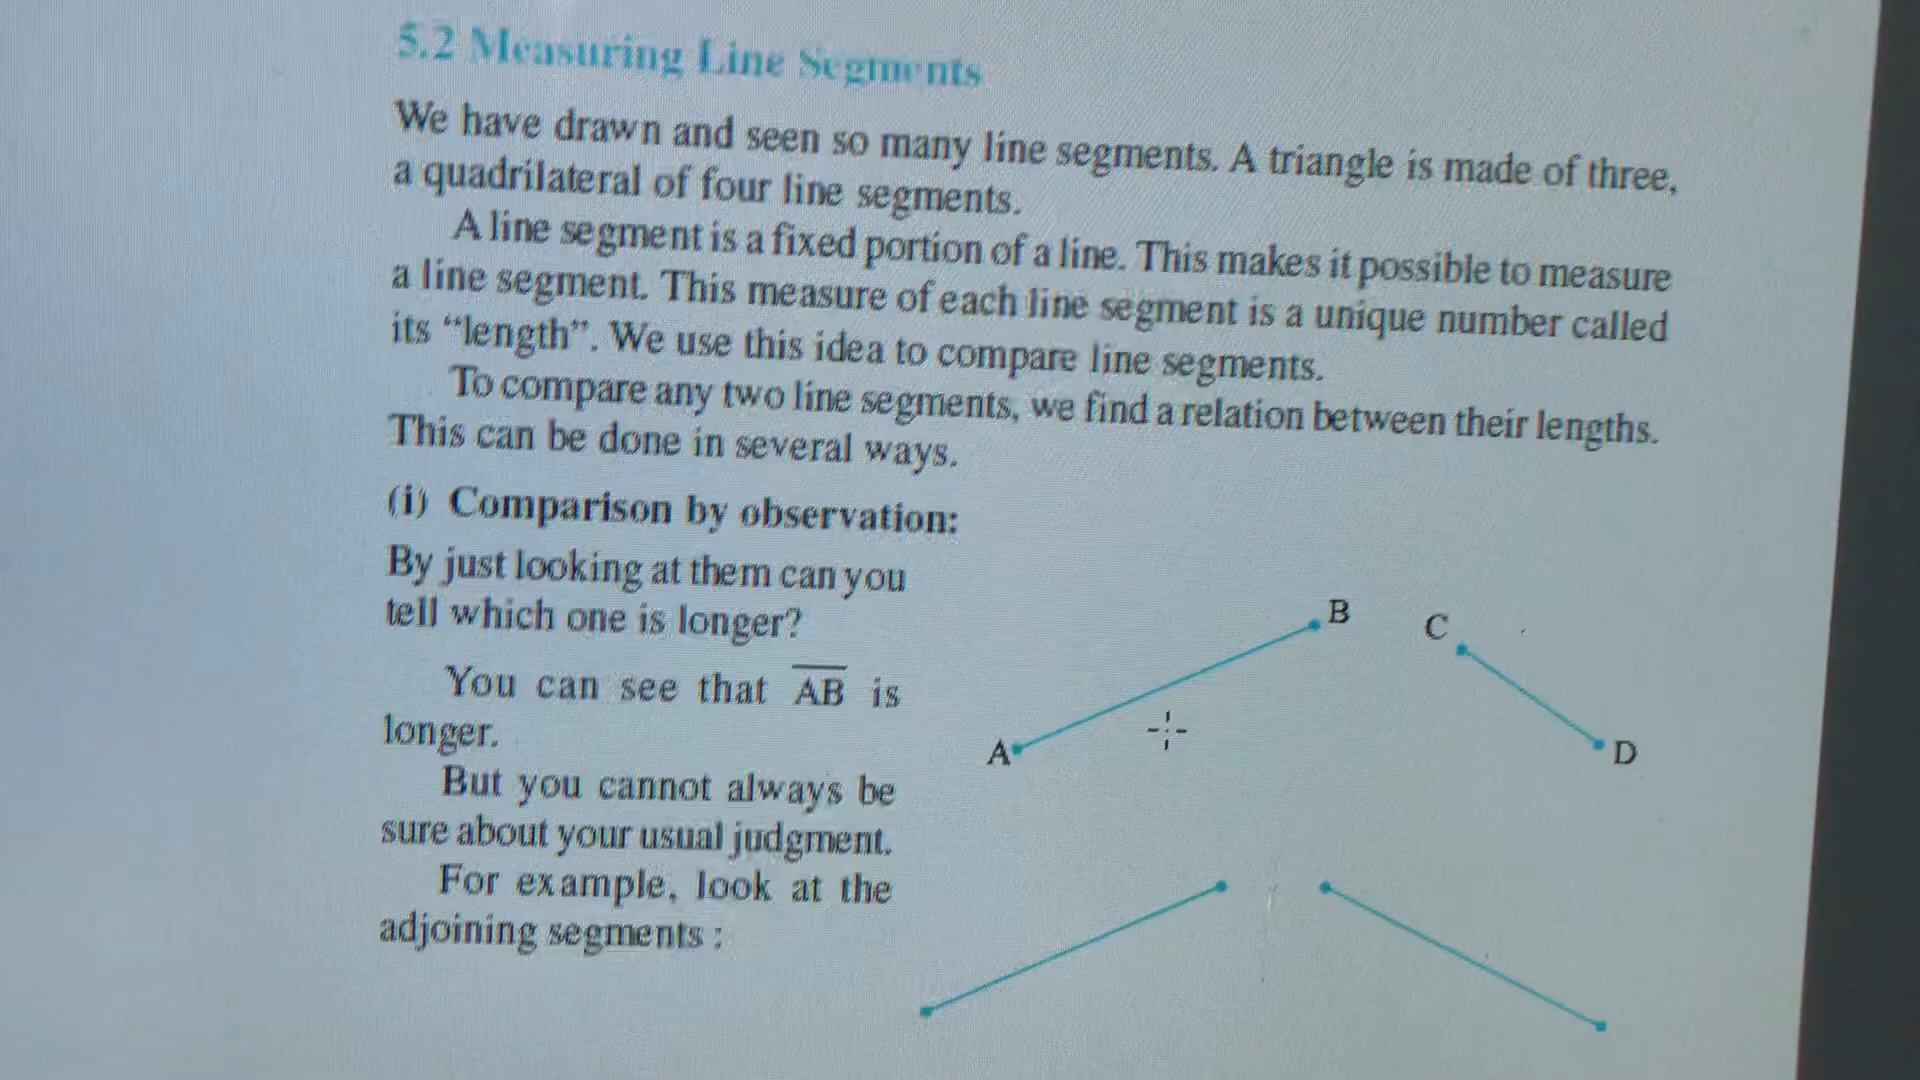 5.2 Measuring Line Segments
We have drawn and seen so many line segments. A triangle is made of three,
a quadrilateral of four line segments.
A line segment is a fixed portion of a line. This makes it possible to measure
a line segment. This measure of each line segment is a unique number called
its “length”. We use this idea to compare line segments.
To compare any two line segments, we find a relation between their lengths.
This can be done in several ways.
(i) Comparison by observation:
By just looking at them can you
tell which one is longer?
You can see that A̅B̅ is
longer.
But you cannot always be
sure about your usual judgment.
For example, look at the
adjoining segments :
B
C
A
D